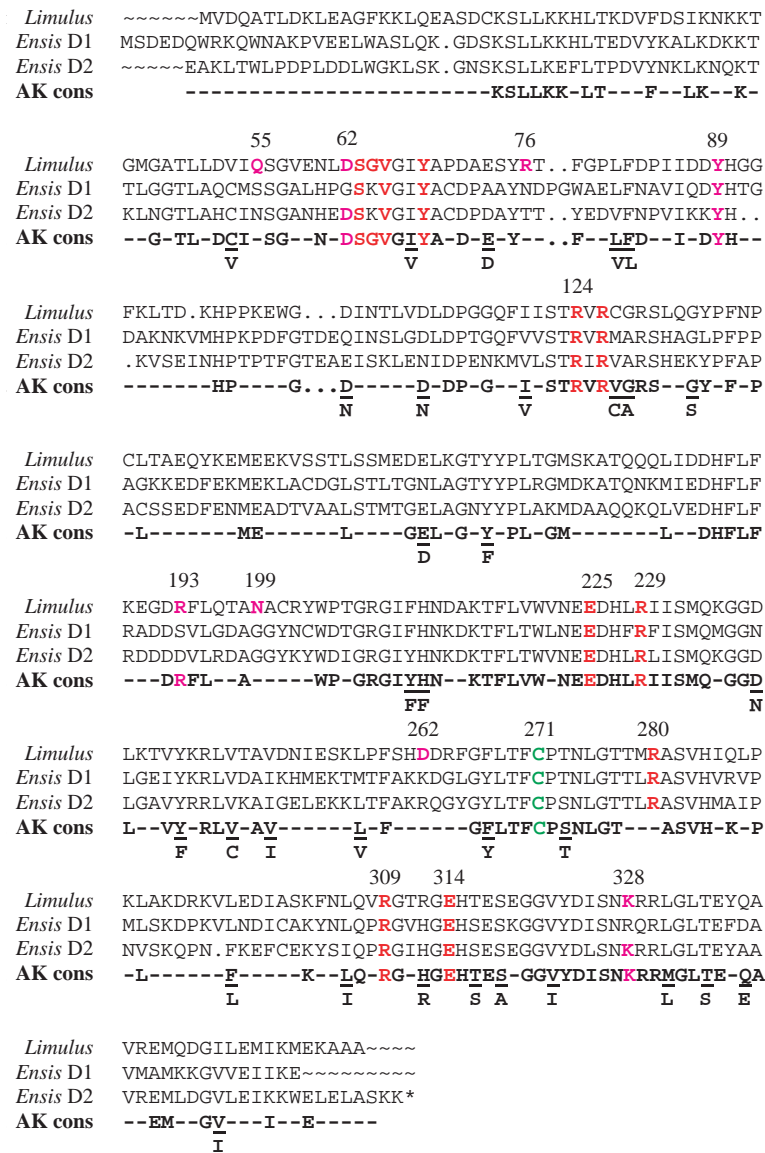 Limulus ~~~~~~MVDQATLDKLEAGFKKLQEASDCKSLLKKHLTKDVFDSIKNKKT
Ensis D1 MSDEDQWRKQWNAKPVEELWASLQK.GDSKSLLKKHLTEDVYKALKDKKT
Ensis D2 ~~~~~EAKLTWLPDPLDDLWGKLSK.GNSKSLLKEFLTPDVYNKLKNQKT
AK cons ------------------------KSLLKK-LT---F--LK--K-
55 62 76 89
Limulus GMGATLLDVIQSGVENLDSGVGIYAPDAESYRT..FGPLFDPIIDDYHGG
Ensis D1 TLGGTLAQCMSSGALHPGSKVGIYACDPAAYNDPGWAELFNAVIQDYHTG
Ensis D2 KLNGTLAHCINSGANHEDSKVGIYACDPDAYTT..YEDVFNPVIKKYH..
AK cons --G-TL-DCI-SG--N-DSGVGIYA-D-E-Y--..F--LFD--I-DYH--
V V D VL
124
Limulus FKLTD.KHPPKEWG...DINTLVDLDPGGQFIISTRVRCGRSLQGYPFNP
Ensis D1 DAKNKVMHPKPDFGTDEQINSLGDLDPTGQFVVSTRVRMARSHAGLPFPP
Ensis D2 .KVSEINHPTPTFGTEAEISKLENIDPENKMVLSTRIRVARSHEKYPFAP
AK cons -------HP----G...D-----D-DP-G--I-STRVRVGRS--GY-F-P
N N V CA S
Limulus CLTAEQYKEMEEKVSSTLSSMEDELKGTYYPLTGMSKATQQQLIDDHFLF
Ensis D1 AGKKEDFEKMEKLACDGLSTLTGNLAGTYYPLRGMDKATQNKMIEDHFLF
Ensis D2 ACSSEDFENMEADTVAALSTMTGELAGNYYPLAKMDAAQQKQLVEDHFLF
AK cons -L-------ME-----L----GEL-G-Y-PL-GM-------L--DHFLF
D F
193 199 225 229
Limulus KEGDRFLQTANACRYWPTGRGIFHNDAKTFLVWVNEEDHLRIISMQKGGD
Ensis D1 RADDSVLGDAGGYNCWDTGRGIFHNKDKTFLTWLNEEDHFRFISMQMGGN
Ensis D2 RDDDDVLRDAGGYKYWDIGRGIYHNKDKTFLVWVNEEDHLRLISMQKGGD
AK cons ---DRFL--A-----WP-GRGIYHN--KTFLVW-NEEDHLRIISMQ-GGD
FF N
262 271 280
Limulus LKTVYKRLVTAVDNIESKLPFSHDDRFGFLTFCPTNLGTTMRASVHIQLP
Ensis D1 LGEIYKRLVDAIKHMEKTMTFAKKDGLGYLTFCPTNLGTTLRASVHVRVP
Ensis D2 LGAVYRRLVKAIGELEKKLTFAKRQGYGYLTFCPSNLGTTLRASVHMAIP
AK cons L--VY-RLV-AV------L-F------GFLTFCPSNLGT---ASVH-K-P
F C I V Y T
309 314 328
Limulus KLAKDRKVLEDIASKFNLQVRGTRGEHTESEGGVYDISNKRRLGLTEYQA
Ensis D1 MLSKDPKVLNDICAKYNLQPRGVHGEHSESKGGVYDISNRQRLGLTEFDA
Ensis D2 NVSKQPN.FKEFCEKYSIQPRGIHGEHSESEGGVYDLSNKRRLGLTEYAA
AK cons -L------F-----K--LQ-RG-HGEHTES-GGVYDISNKRRMGLTE-QA
L I R S A I L S E
Limulus VREMQDGILEMIKMEKAAA~~~~
Ensis D1 VMAMKKGVVEIIKE~~~~~~~~~
Ensis D2 VREMLDGVLEIKKWELELASKK*
AK cons --EM--GV---I--E-----
I